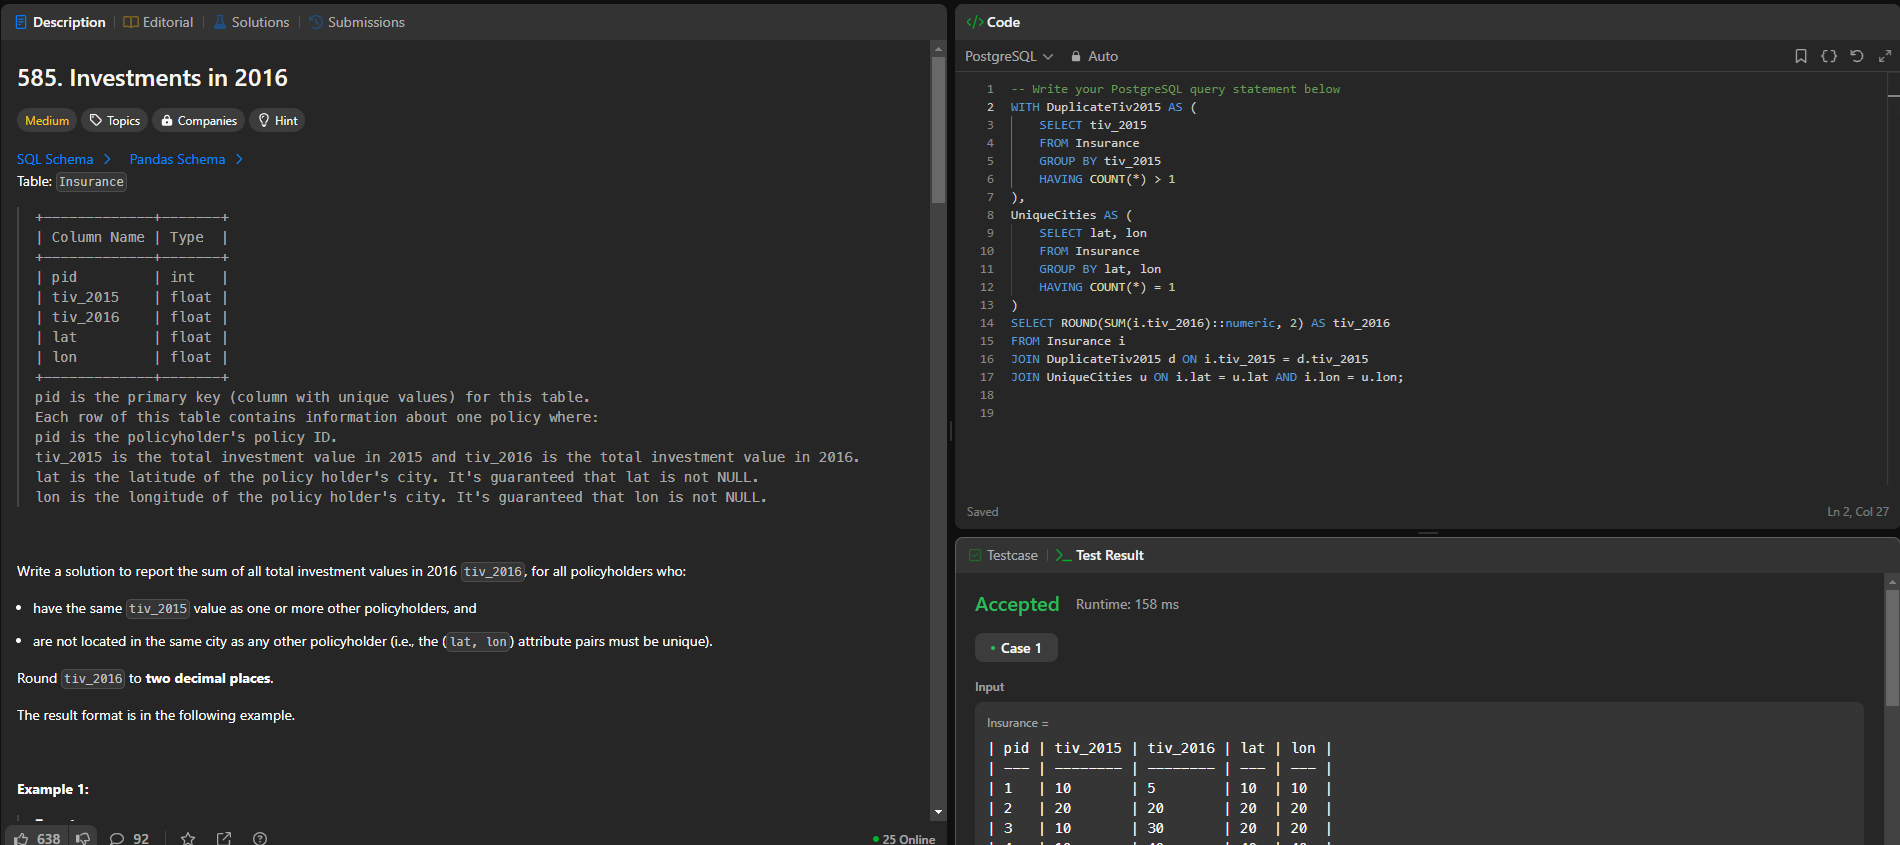 Description
Editorial
Solutions
Submissions
585. Investments in 2016
Medium
Topics
Companies
Hint
SQL Schema
Pandas Schema
Table: Insurance
+-------------+-------+
| Column Name | Type  |
+-------------+-------+
| pid         | int   |
| tiv_2015    | float |
| tiv_2016    | float |
| lat         | float |
| lon         | float |
+-------------+-------+
pid is the primary key (column with unique values) for this table.
Each row of this table contains information about one policy where:
pid is the policyholder's policy ID.
tiv_2015 is the total investment value in 2015 and tiv_2016 is the total investment value in 2016.
lat is the latitude of the policy holder's city. It's guaranteed that lat is not NULL.
lon is the longitude of the policy holder's city. It's guaranteed that lon is not NULL.
Write a solution to report the sum of all total investment values in 2016 tiv_2016, for all policyholders who:
• have the same tiv_2015 value as one or more other policyholders, and
• are not located in the same city as any other policyholder (i.e., the (lat, lon) attribute pairs must be unique).
Round tiv_2016 to two decimal places.
The result format is in the following example.
Example 1:
638
92
25 Online
</> Code
PostgreSQL
Auto
1 -- Write your PostgreSQL query statement below
2 WITH DuplicateTiv2015 AS (
3     SELECT tiv_2015
4     FROM Insurance
5     GROUP BY tiv_2015
6     HAVING COUNT(*) > 1
7 ),
8 UniqueCities AS (
9     SELECT lat, lon
10     FROM Insurance
11     GROUP BY lat, lon
12     HAVING COUNT(*) = 1
13 )
14 SELECT ROUND(SUM(i.tiv_2016)::numeric, 2) AS tiv_2016
15 FROM Insurance i
16 JOIN DuplicateTiv2015 d ON i.tiv_2015 = d.tiv_2015
17 JOIN UniqueCities u ON i.lat = u.lat AND i.lon = u.lon;
18
19
Saved
Ln 2, Col 27
Testcase
>_ Test Result
Accepted
Runtime: 158 ms
• Case 1
Input
Insurance =
| pid | tiv_2015 | tiv_2016 | lat | lon |
| --- | -------- | -------- | --- | --- |
| 1   | 10       | 5        | 10  | 10  |
| 2   | 20       | 20       | 20  | 20  |
| 3   | 10       | 30       | 20  | 20  |